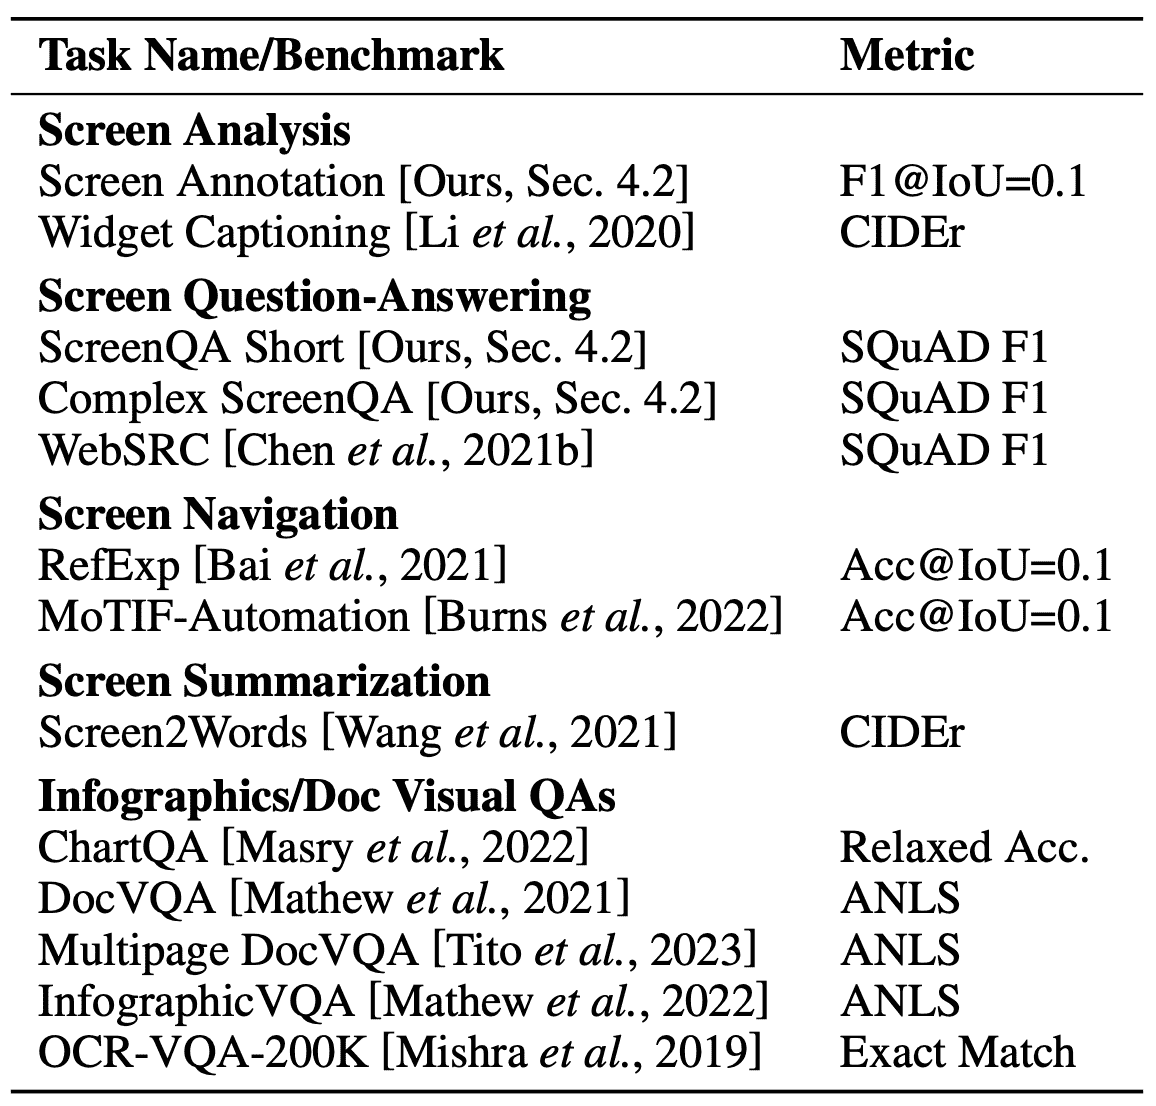 Task Name/Benchmark Metric
Screen Analysis
Screen Annotation [Ours, Sec. 4.2] F1@IoU=0.1
Widget Captioning [Li et al., 2020] CIDEr
Screen Question-Answering
ScreenQA Short [Ours, Sec. 4.2] SQuAD F1
Complex ScreenQA [Ours, Sec. 4.2] SQuAD F1
WebSRC [Chen et al., 2021b] SQuAD F1
Screen Navigation
RefExp [Bai et al., 2021] Acc@IoU=0.1
MoTIF-Automation [Burns et al., 2022] Acc@IoU=0.1
Screen Summarization
Screen2Words [Wang et al., 2021] CIDEr
Infographics/Doc Visual QAs
ChartQA [Masry et al., 2022] Relaxed Acc.
DocVQA [Mathew et al., 2021] ANLS
Multipage DocVQA [Tito et al., 2023] ANLS
InfographicVQA [Mathew et al., 2022] ANLS
OCR-VQA-200K [Mishra et al., 2019] Exact Match